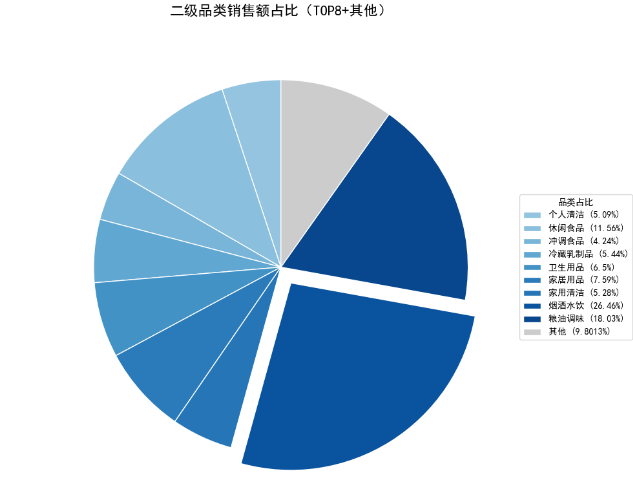 二级品类销售额占比（TOP8+其他）
品类占比
个人清洁 (5.09%)
休闲食品 (11.56%)
冲调食品 (4.24%)
冷藏乳制品 (5.44%)
卫生用品 (6.5%)
家居用品 (7.59%)
家用清洁 (5.28%)
烟酒水饮 (26.46%)
粮油调味 (18.03%)
其他 (9.8013%)